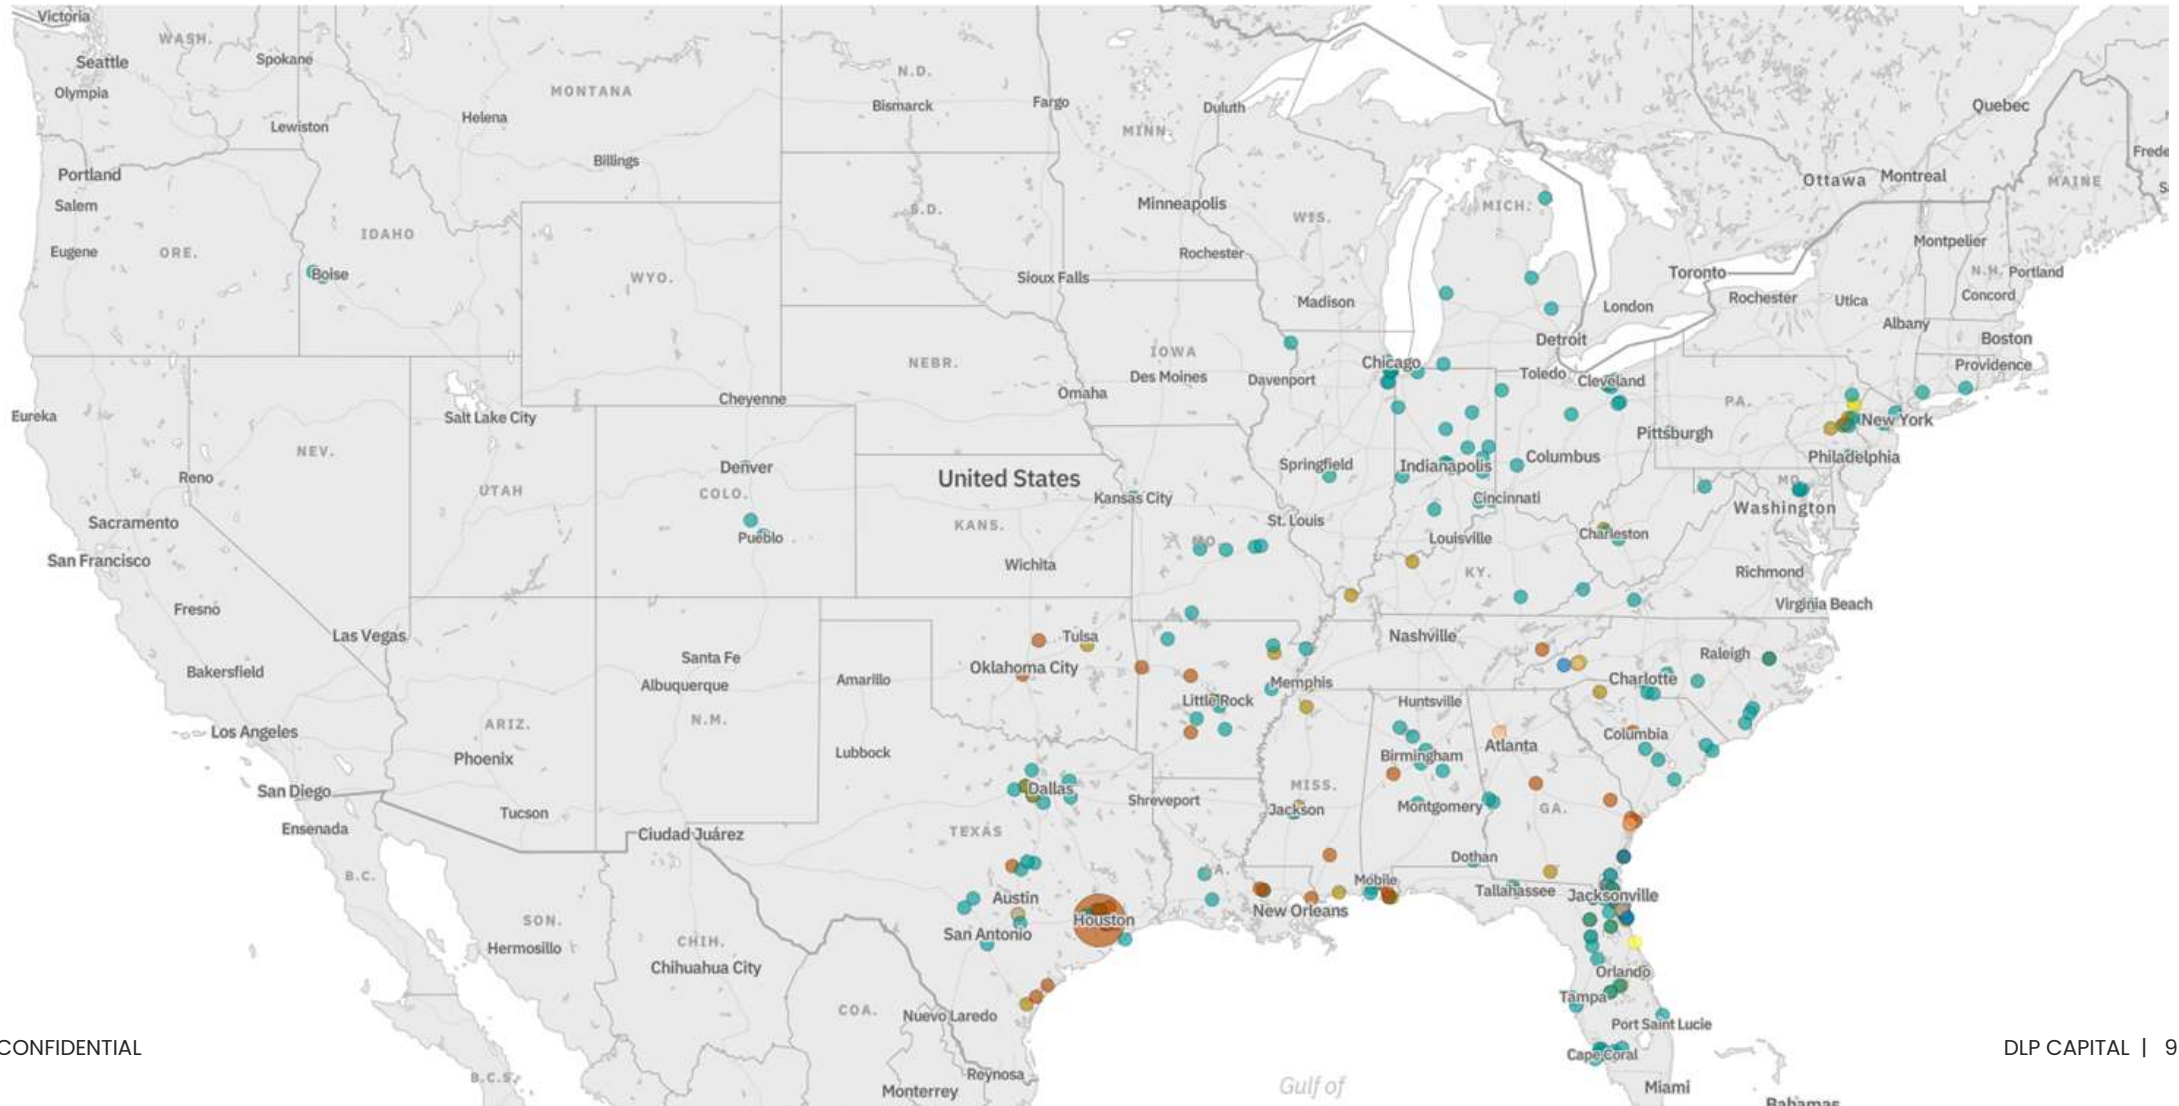 Victoria
WASH.
Seattle
Spokane
Olympia
Lewiston
Helena
MONTANA
Billings
N.D.
Bismarck
Fargo
Duluth
MINN.
Quebec
Frede
Portland
Salem
Eugene
ORE.
IDAHO
Boise
WYO.
S.D.
Minneapolis
WIS.
MICH.
Ottawa
Montreal
MAINE
Rochester
Sioux Falls
Montpelier
N.H.
Portland
Toronto
Madison
London
Rochester
Utica
Concord
Albany
Detroit
Boston
Eureka
NEV.
Salt Lake City
Cheyenne
NEBR.
IOWA
Des Moines
Omaha
Davenport
Chicago
Toledo
Cleveland
PA.
Providence
New York
Reno
UTAH
Denver
COLO.
United States
Springfield
Indianapolis
Columbus
Pittsburgh
Philadelphia
Sacramento
San Francisco
Pueblo
KANS.
Kansas City
MO.
St. Louis
Cincinnati
Louisville
Charleston
MD.
Washington
Wichita
KY.
Richmond
Virginia Beach
Fresno
Las Vegas
Bakersfield
Santa Fe
Albuquerque
N.M.
Amarillo
Tulsa
Oklahoma City
Nashville
Raleigh
Charlotte
Little Rock
Memphis
Huntsville
Los Angeles
ARIZ.
Phoenix
Lubbock
Birmingham
Atlanta
Columbia
San Diego
Tucson
Ensenada
Ciudad Juárez
TEXAS
Dallas
Shreveport
MISS.
Jackson
Montgomery
GA.
B.C.
SON.
Hermosillo
CHIH.
Chihuahua City
Austin
San Antonio
Houston
LA.
New Orleans
Mobile
Dothan
Tallahassee
Jacksonville
Orlando
Tampa
COA.
Nuevo Laredo
Port Saint Lucie
Cape Coral
B.C.S.
Reynosa
Monterrey
Gulf of
Miami
Bahamas
CONFIDENTIAL
DLP CAPITAL | 9